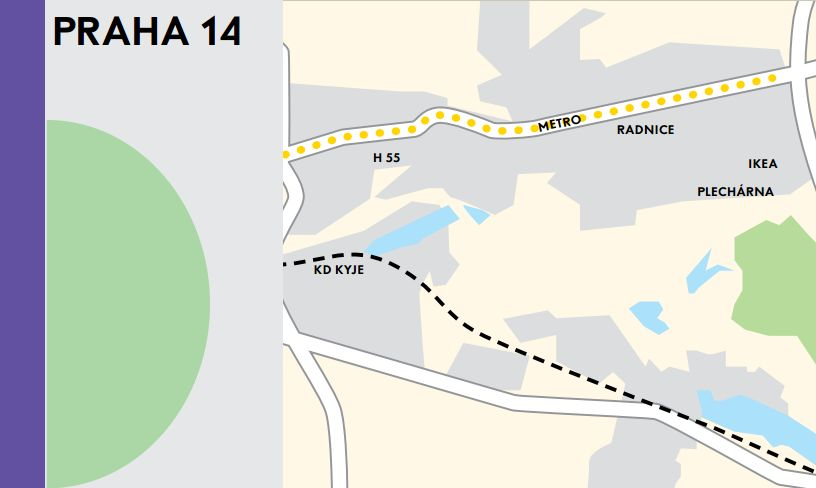 PRAHA 14
METRO
RADNICE
H 55
IKEA
PLECHÁRNA
KD KYJE